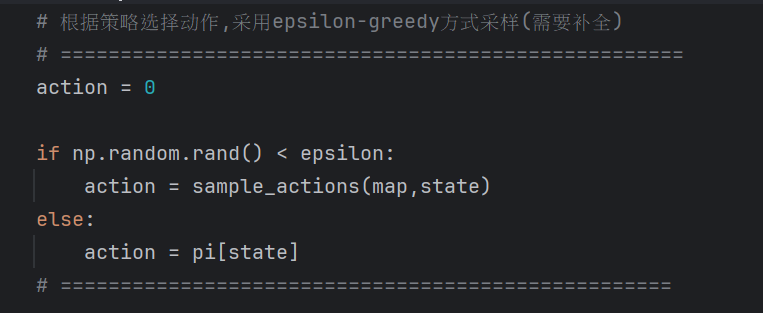 # 根据策略选择动作,采用epsilon-greedy方式采样(需要补全)
# ====================================================
action = 0
if np.random.rand() < epsilon:
    action = sample_actions(map,state)
else:
    action = pi[state]
# ===================================================